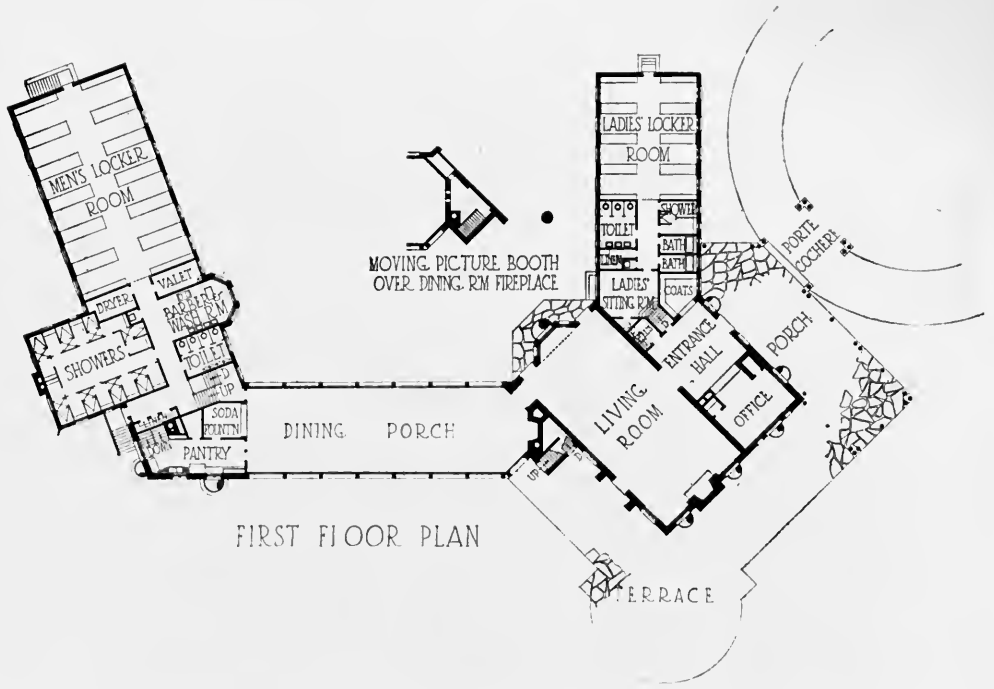 MEN'S LOCKER
ROOM
VALET
DRYER
BARBER
WASH RM
SHOWERS
TOILET
D
UP
SODA
FOUNT'N
DOWN
PANTRY
DINING PORCH
MOVING PICTURE BOOTH
OVER DINING RM FIREPLACE
LADIES' LOCKER
ROOM
TOILET
SHOWER
BATH
BATH
LINEN
LADIES'
SITTING R'M
COATS
ENTRANCE
HALL
PORTE
COCHERE
PORCH
LIVING
ROOM
OFFICE
UP
D
TERRACE
FIRST FLOOR PLAN